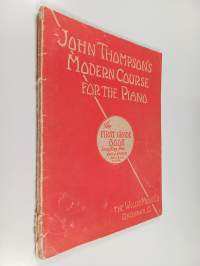 JOHN THOMPSON'S
MODERN COURSE
FOR THE PIANO
The
FIRST GRADE
BOOK
THE WILLIS MUSIC CO.
CINCINNATI, O.